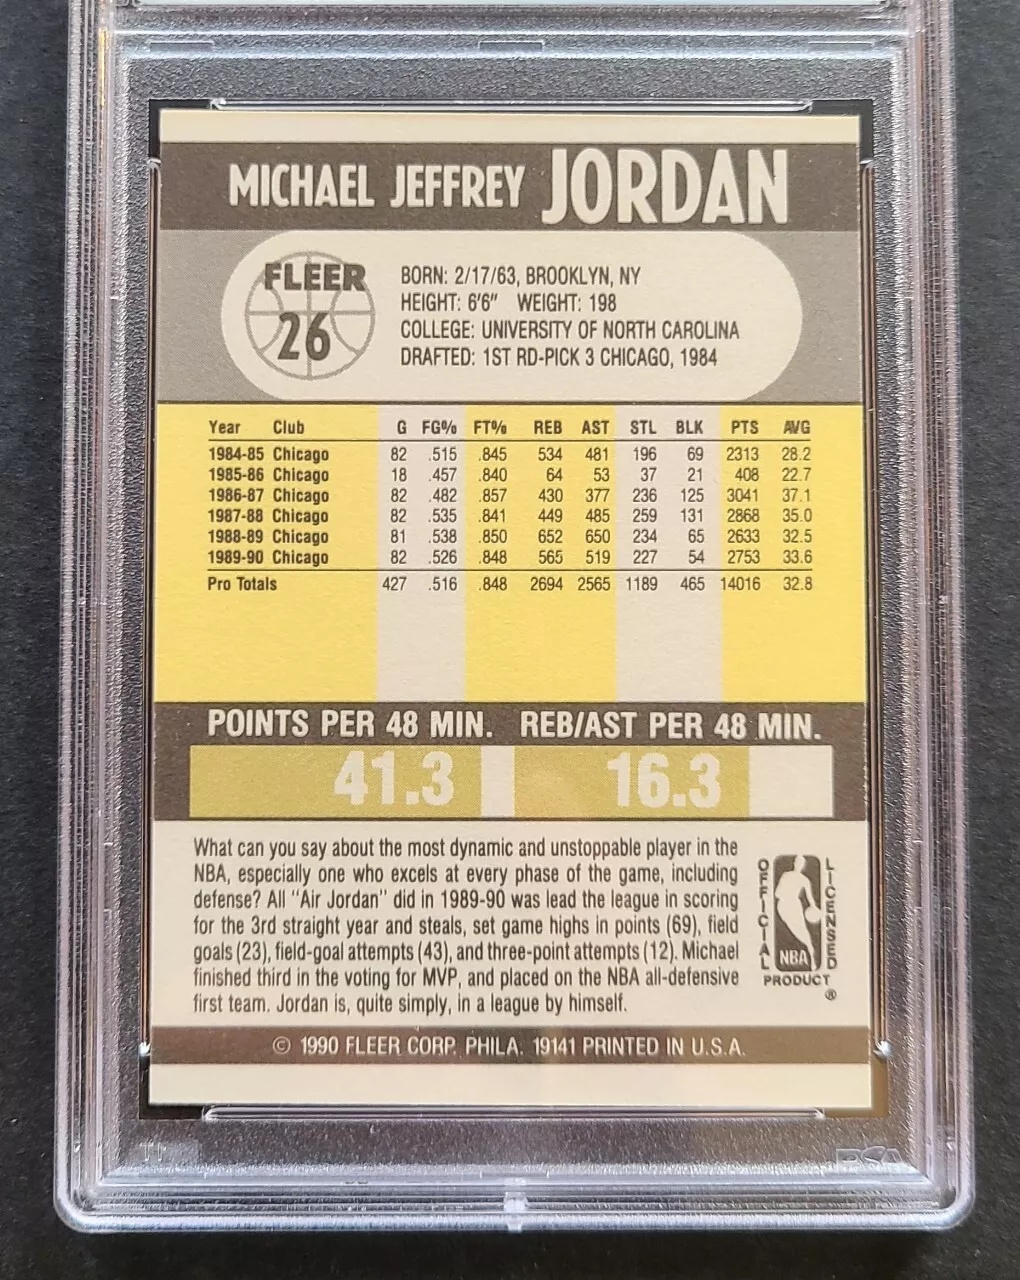 MICHAEL JEFFREY JORDAN
FLEER
26
BORN: 2/17/63, BROOKLYN, NY
HEIGHT: 6'6" WEIGHT: 198
COLLEGE: UNIVERSITY OF NORTH CAROLINA
DRAFTED: 1ST RD-PICK 3 CHICAGO, 1984
Year Club G FG% FT% REB AST STL BLK PTS AVG
1984-85 Chicago 82 .515 .845 534 481 196 69 2313 28.2
1985-86 Chicago 18 .457 .840 64 53 37 21 408 22.7
1986-87 Chicago 82 .482 .857 430 377 236 125 3041 37.1
1987-88 Chicago 82 .535 .841 449 485 259 131 2868 35.0
1988-89 Chicago 81 .538 .850 652 650 234 65 2633 32.5
1989-90 Chicago 82 .526 .848 565 519 227 54 2753 33.6
Pro Totals 427 .516 .848 2694 2565 1189 465 14016 32.8
POINTS PER 48 MIN. REB/AST PER 48 MIN.
41.3 16.3
What can you say about the most dynamic and unstoppable player in the
NBA, especially one who excels at every phase of the game, including
defense? All "Air Jordan" did in 1989-90 was lead the league in scoring
for the 3rd straight year and steals, set game highs in points (69), field
goals (23), field-goal attempts (43), and three-point attempts (12). Michael
finished third in the voting for MVP, and placed on the NBA all-defensive
first team. Jordan is, quite simply, in a league by himself.
OFFICIAL
LICENSED
NBA
PRODUCT
®
© 1990 FLEER CORP. PHILA. 19141 PRINTED IN U.S.A.
PSA